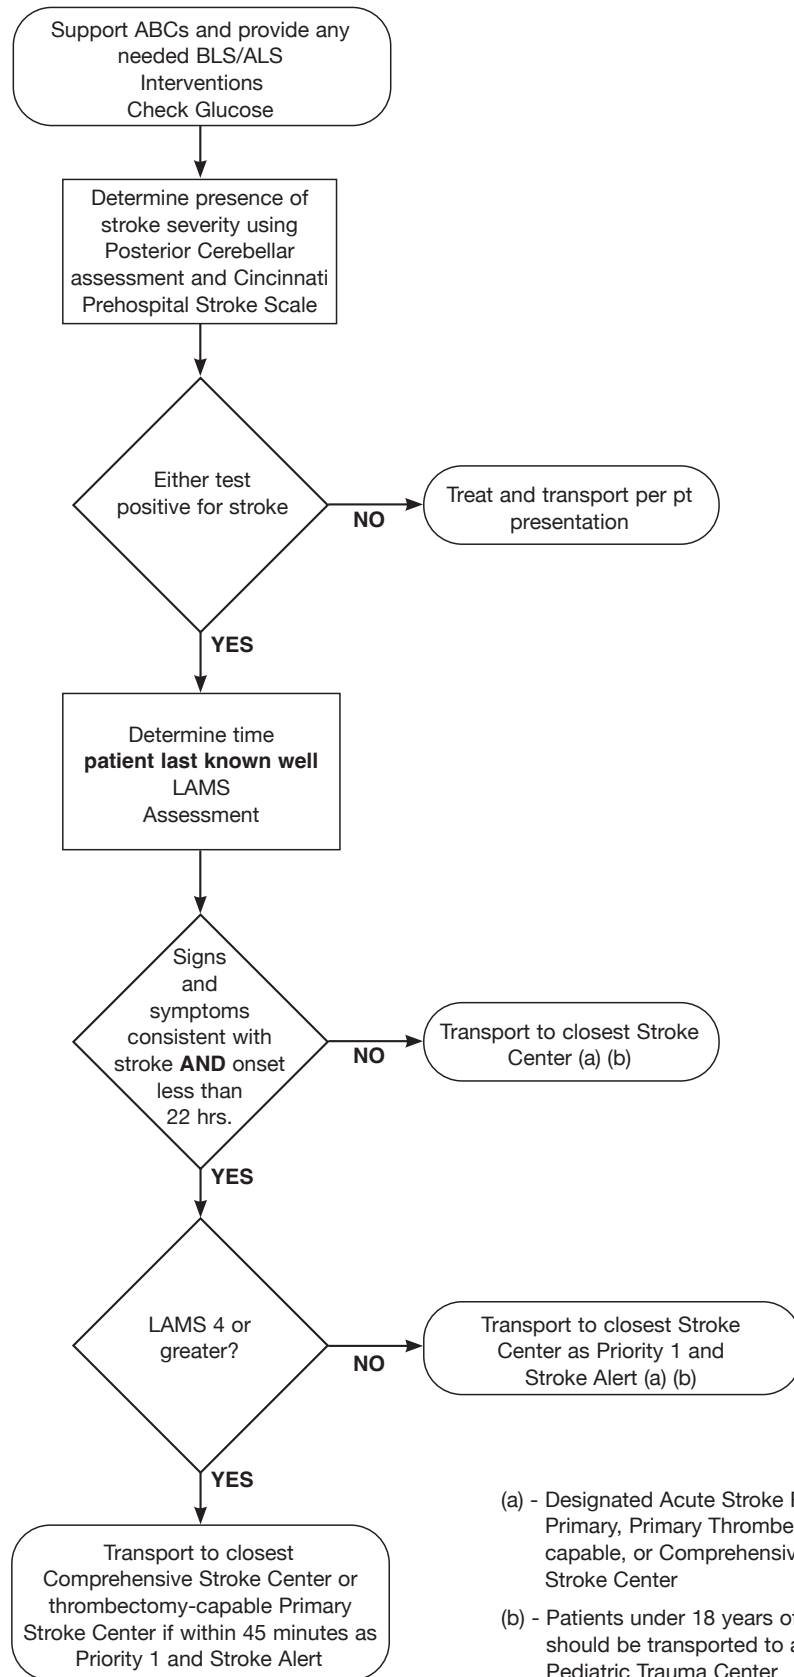 Support ABCs and provide any
needed BLS/ALS
Interventions
Check Glucose
Determine presence of
stroke severity using
Posterior Cerebellar
assessment and Cincinnati
Prehospital Stroke Scale
Either test
positive for stroke
NO
Treat and transport per pt
presentation
YES
Determine time
patient last known well
LAMS
Assessment
Signs
and
symptoms
consistent with
stroke AND onset
less than
22 hrs.
NO
Transport to closest Stroke
Center (a) (b)
YES
LAMS 4 or
greater?
NO
Transport to closest Stroke
Center as Priority 1 and
Stroke Alert (a) (b)
YES
Transport to closest
Comprehensive Stroke Center or
thrombectomy-capable Primary
Stroke Center if within 45 minutes as
Priority 1 and Stroke Alert
(a) - Designated Acute Stroke
Primary, Primary
capable, or
Stroke Center
(b) - Patients under 18 years
should be transported to
Pediatric Trauma Center